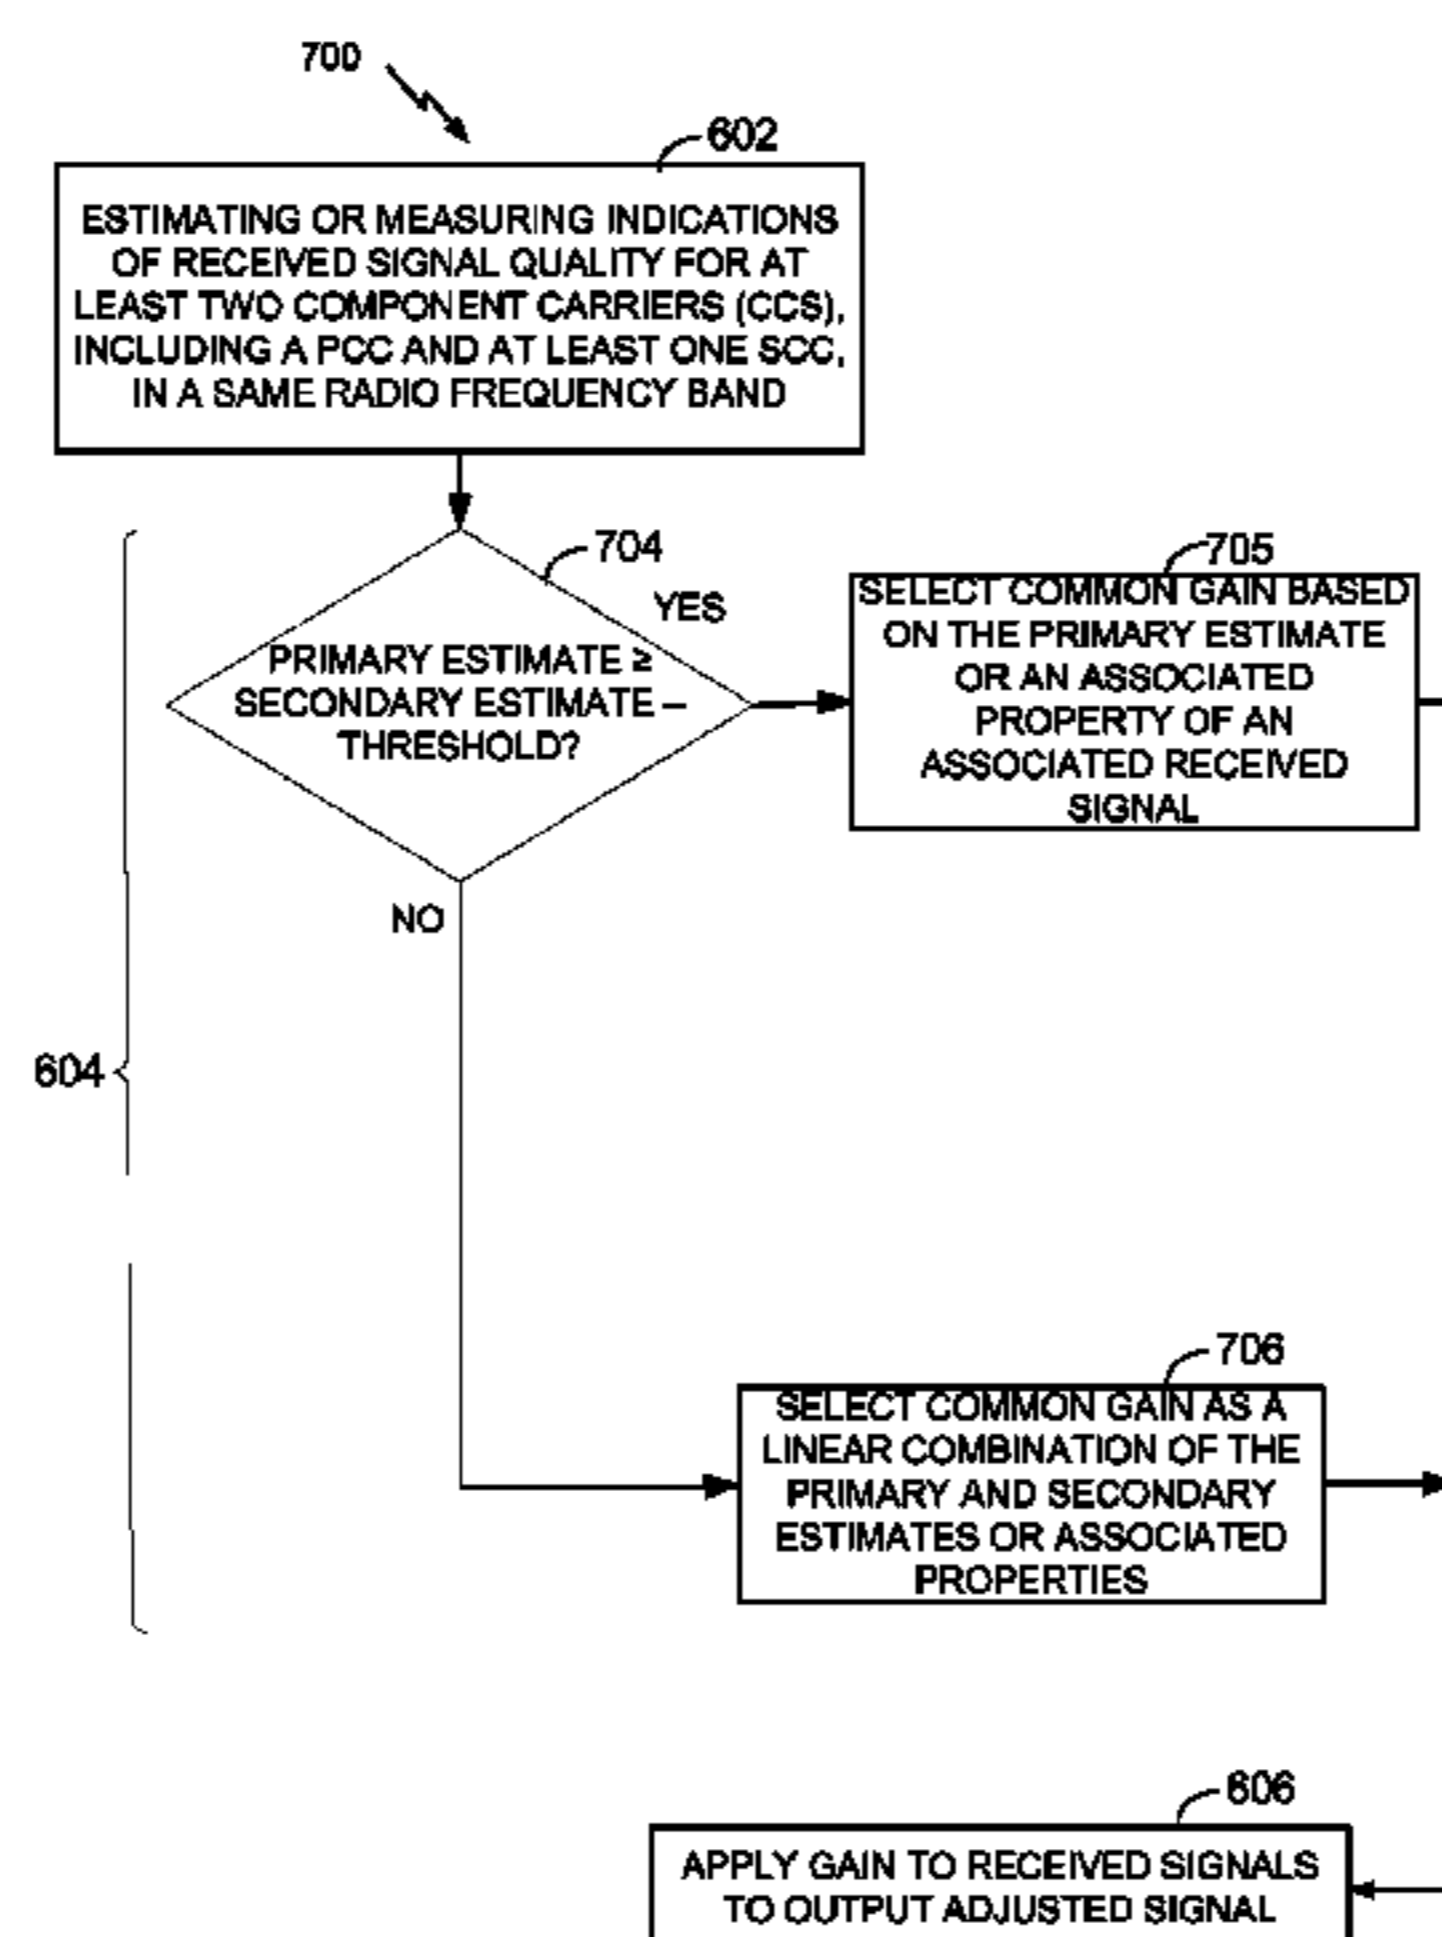 700
602
ESTIMATING OR MEASURING INDICATIONS
OF RECEIVED SIGNAL QUALITY FOR AT
LEAST TWO COMPONENT CARRIERS (CCS),
INCLUDING A PCC AND AT LEAST ONE SCC,
IN A SAME RADIO FREQUENCY BAND
704
YES
PRIMARY ESTIMATE ≥
SECONDARY ESTIMATE –
THRESHOLD?
NO
705
SELECT COMMON GAIN BASED
ON THE PRIMARY ESTIMATE
OR AN ASSOCIATED
PROPERTY OF AN
ASSOCIATED RECEIVED
SIGNAL
604
706
SELECT COMMON GAIN AS A
LINEAR COMBINATION OF THE
PRIMARY AND SECONDARY
ESTIMATES OR ASSOCIATED
PROPERTIES
606
APPLY GAIN TO RECEIVED SIGNALS
TO OUTPUT ADJUSTED SIGNAL